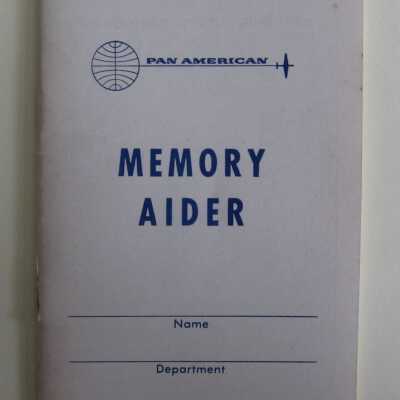 PAN AMERICAN
MEMORY
AIDER
Name
Department